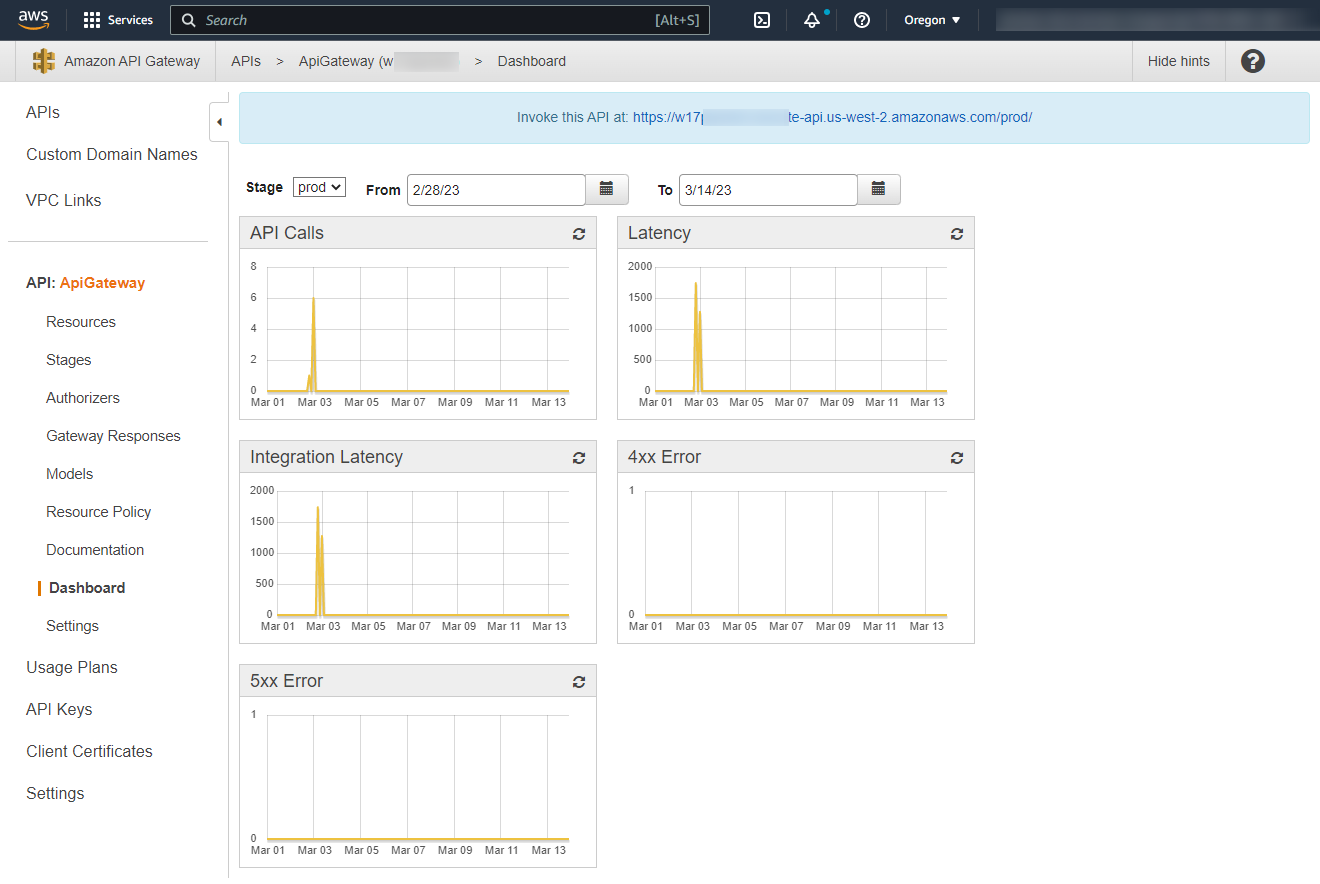 aws Services Search [Alt+S] Oregon
Amazon API Gateway APIs > ApiGateway (w > Dashboard Hide hints
APIs
Custom Domain Names
VPC Links
API: ApiGateway
Resources
Stages
Authorizers
Gateway Responses
Models
Resource Policy
Documentation
Dashboard
Settings
Usage Plans
API Keys
Client Certificates
Settings
Invoke this API at: https://w17p te-api.us-west-2.amazonaws.com/prod/
Stage prod From 2/28/23 To 3/14/23
API Calls
8
6
4
2
0
Mar 01 Mar 03 Mar 05 Mar 07 Mar 09 Mar 11 Mar 13
Latency
2000
1500
1000
500
0
Mar 01 Mar 03 Mar 05 Mar 07 Mar 09 Mar 11 Mar 13
Integration Latency
2000
1500
1000
500
0
Mar 01 Mar 03 Mar 05 Mar 07 Mar 09 Mar 11 Mar 13
4xx Error
1
0
Mar 01 Mar 03 Mar 05 Mar 07 Mar 09 Mar 11 Mar 13
5xx Error
1
0
Mar 01 Mar 03 Mar 05 Mar 07 Mar 09 Mar 11 Mar 13